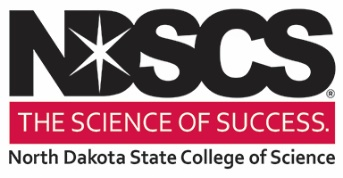 NDSCS®
THE SCIENCE OF SUCCESS.
North Dakota State College of Science